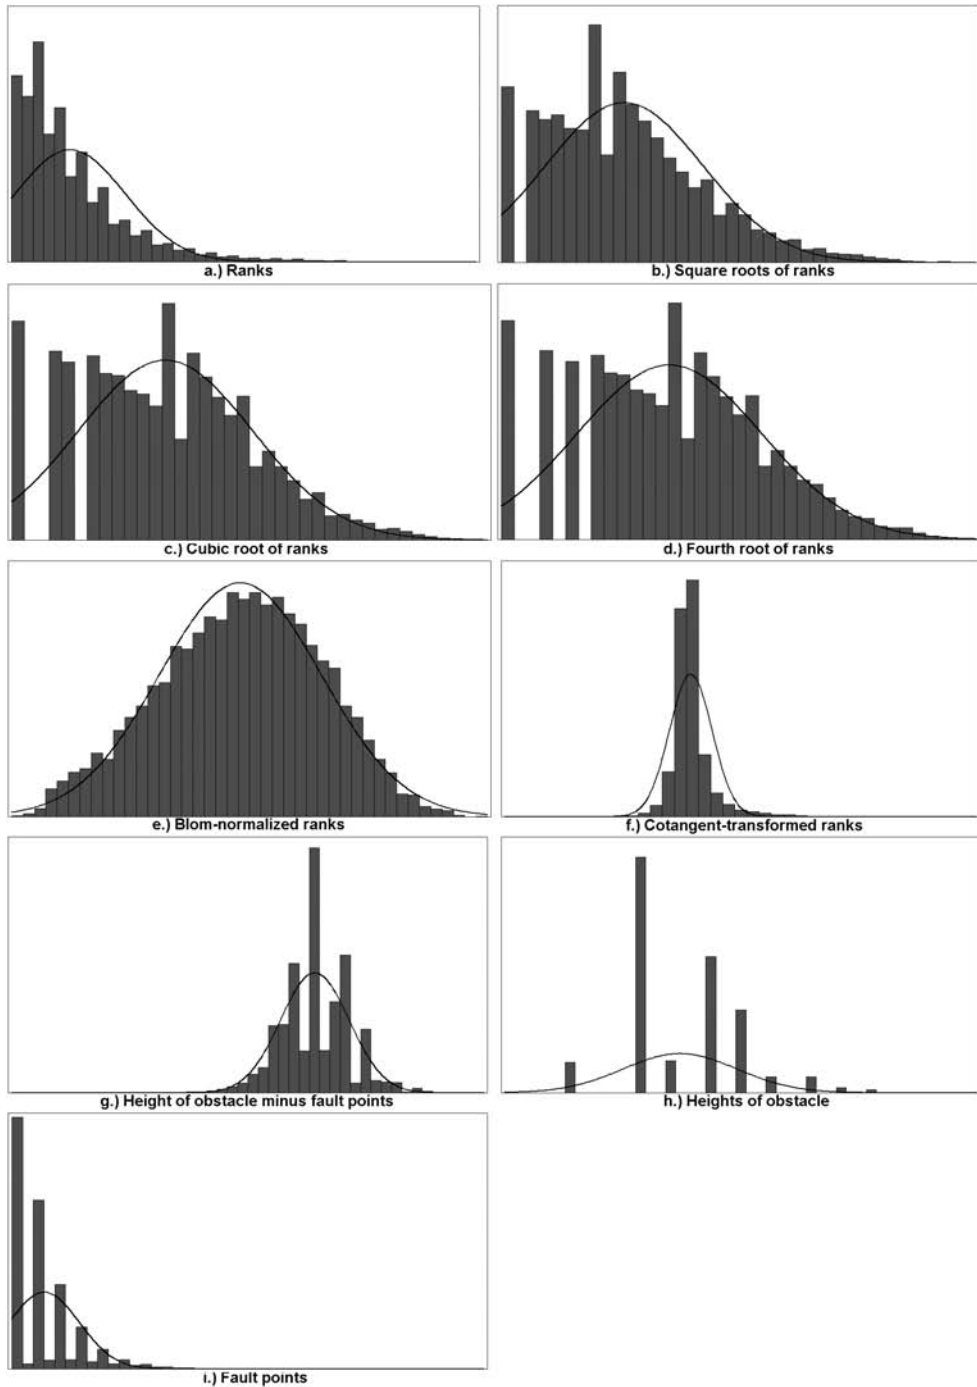 a.) Ranks
b.) Square roots of ranks
c.) Cubic root of ranks
d.) Fourth root of ranks
e.) Blom-normalized ranks
f.) Cotangent-transformed ranks
g.) Height of obstacle minus fault points
h.) Heights of obstacle
i.) Fault points